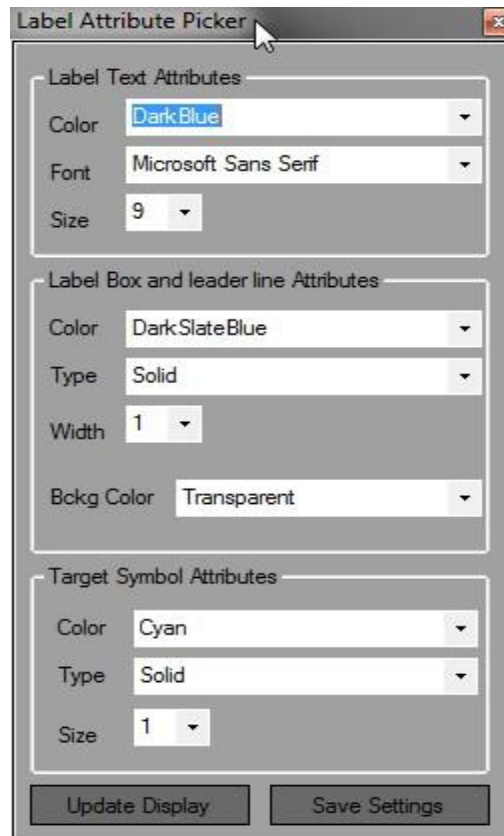 Label Attribute Picker
Label Text Attributes
Color DarkBlue
Font Microsoft Sans Serif
Size 9
Label Box and leader line Attributes
Color DarkSlateBlue
Type Solid
Width 1
Bckg Color Transparent
Target Symbol Attributes
Color Cyan
Type Solid
Size 1
Update Display Save Settings